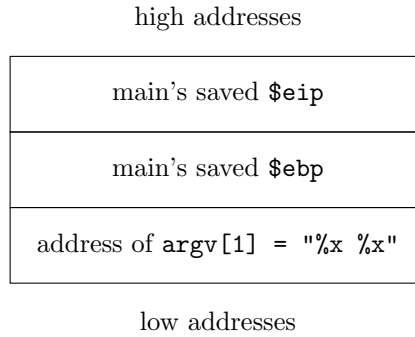 high addresses
main's saved $eip
main's saved $ebp
address of argv[1] = "%x %x"
low addresses